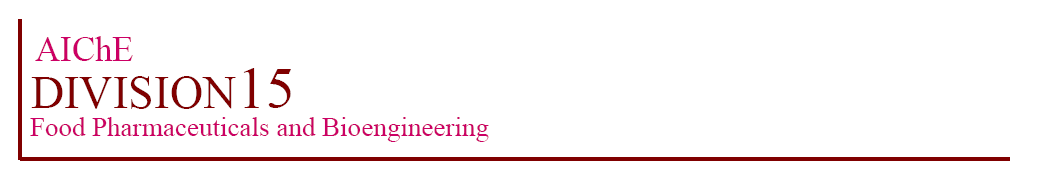 AIChE
DIVISION15
Food Pharmaceuticals and Bioengineering